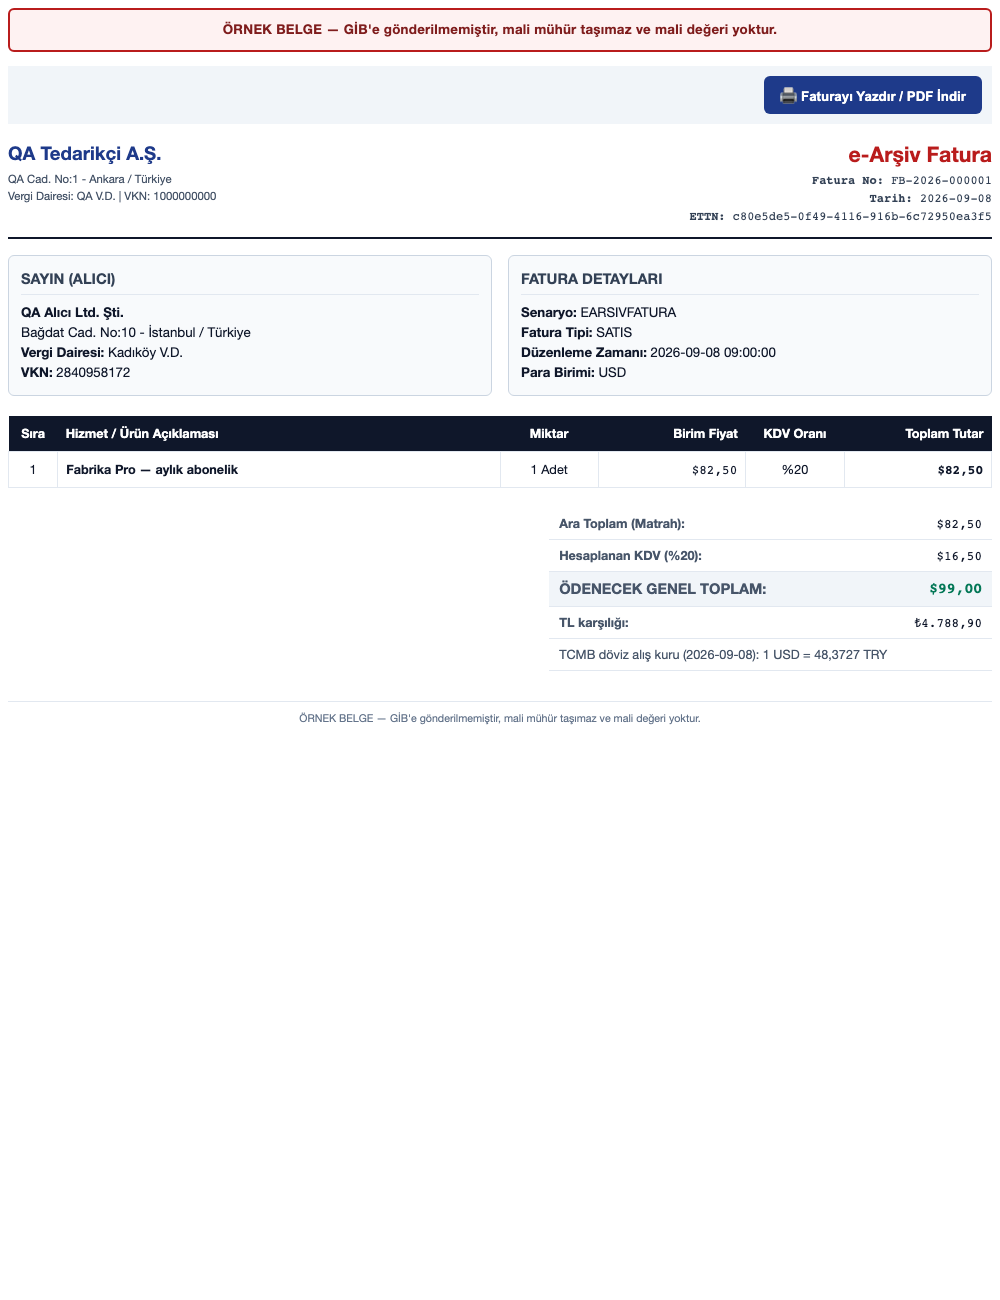 ÖRNEK BELGE — GİB'e gönderilmemiştir, mali mühür taşımaz ve mali değeri yoktur.
Faturayı Yazdır / PDF İndir
QA Tedarikçi A.Ş.
QA Cad. No:1 - Ankara / Türkiye
Vergi Dairesi: QA V.D. | VKN: 1000000000
e-Arşiv Fatura
Fatura No: FB-2026-000001
Tarih: 2026-09-08
ETTN: c80e5de5-0f49-4116-916b-6c72950ea3f5
SAYIN (ALICI)
QA Alıcı Ltd. Şti.
Bağdat Cad. No:10 - İstanbul / Türkiye
Vergi Dairesi: Kadıköy V.D.
VKN: 2840958172
FATURA DETAYLARI
Senaryo: EARSIVFATURA
Fatura Tipi: SATIS
Düzenleme Zamanı: 2026-09-08 09:00:00
Para Birimi: USD
Sıra Hizmet / Ürün Açıklaması Miktar Birim Fiyat KDV Oranı Toplam Tutar
1 Fabrika Pro — aylık abonelik 1 Adet $82,50 %20 $82,50
Ara Toplam (Matrah): $82,50
Hesaplanan KDV (%20): $16,50
ÖDENECEK GENEL TOPLAM: $99,00
TL karşılığı: ₺4.788,90
TCMB döviz alış kuru (2026-09-08): 1 USD = 48,3727 TRY
ÖRNEK BELGE — GİB'e gönderilmemiştir, mali mühür taşımaz ve mali değeri yoktur.